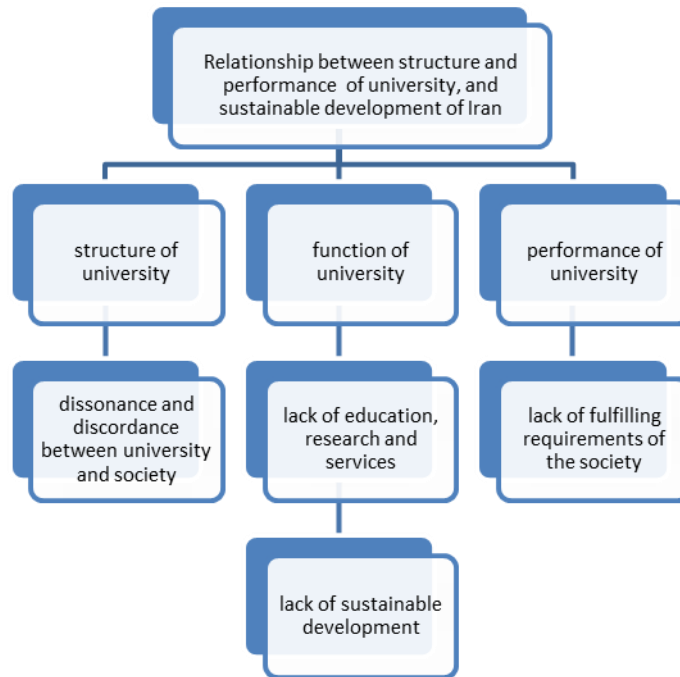 Relationship between structure and
performance of university, and
sustainable development of Iran
structure of
university
function of
university
performance of
university
dissonance and
discordance
between university
and society
lack of education,
research and
services
lack of fulfilling
requirements of
the society
lack of sustainable
development